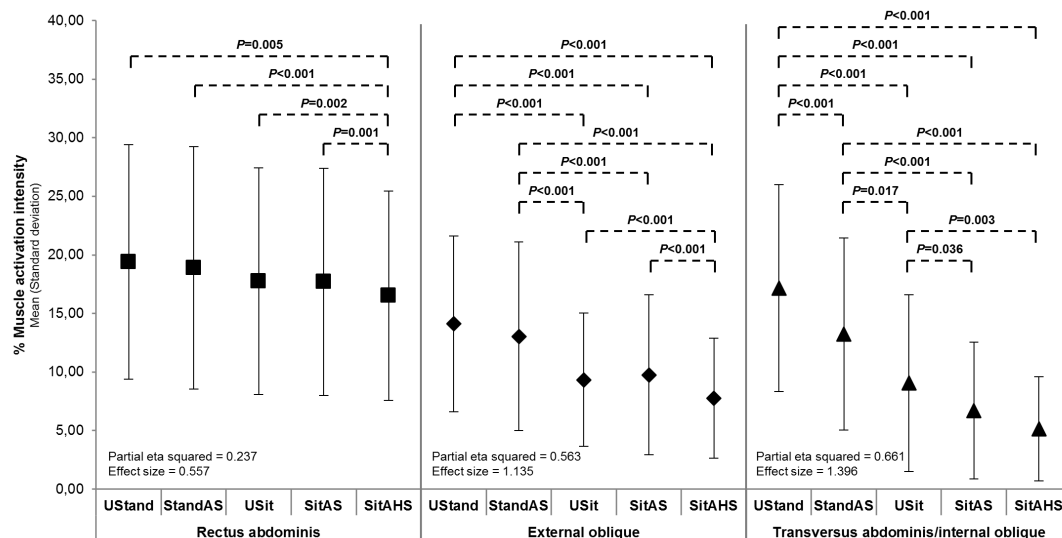 % Muscle activation intensity
Mean (Standard deviation)
40,00
35,00
30,00
25,00
20,00
15,00
10,00
5,00
0,00
P=0.005
P<0.001
P=0.002
P=0.001
Partial eta squared = 0.237
Effect size = 0.557
UStand StandAS USit SitAS SitAHS
Rectus abdominis
P<0.001
P<0.001
P<0.001
P<0.001
P<0.001
P<0.001
P<0.001
P<0.001
Partial eta squared = 0.563
Effect size = 1.135
UStand StandAS USit SitAS SitAHS
External oblique
P<0.001
P<0.001
P<0.001
P<0.001
P<0.001
P<0.001
P=0.017
P=0.003
P=0.036
Partial eta squared = 0.661
Effect size = 1.396
UStand StandAS USit SitAS SitAHS
Transversus abdominis/internal oblique